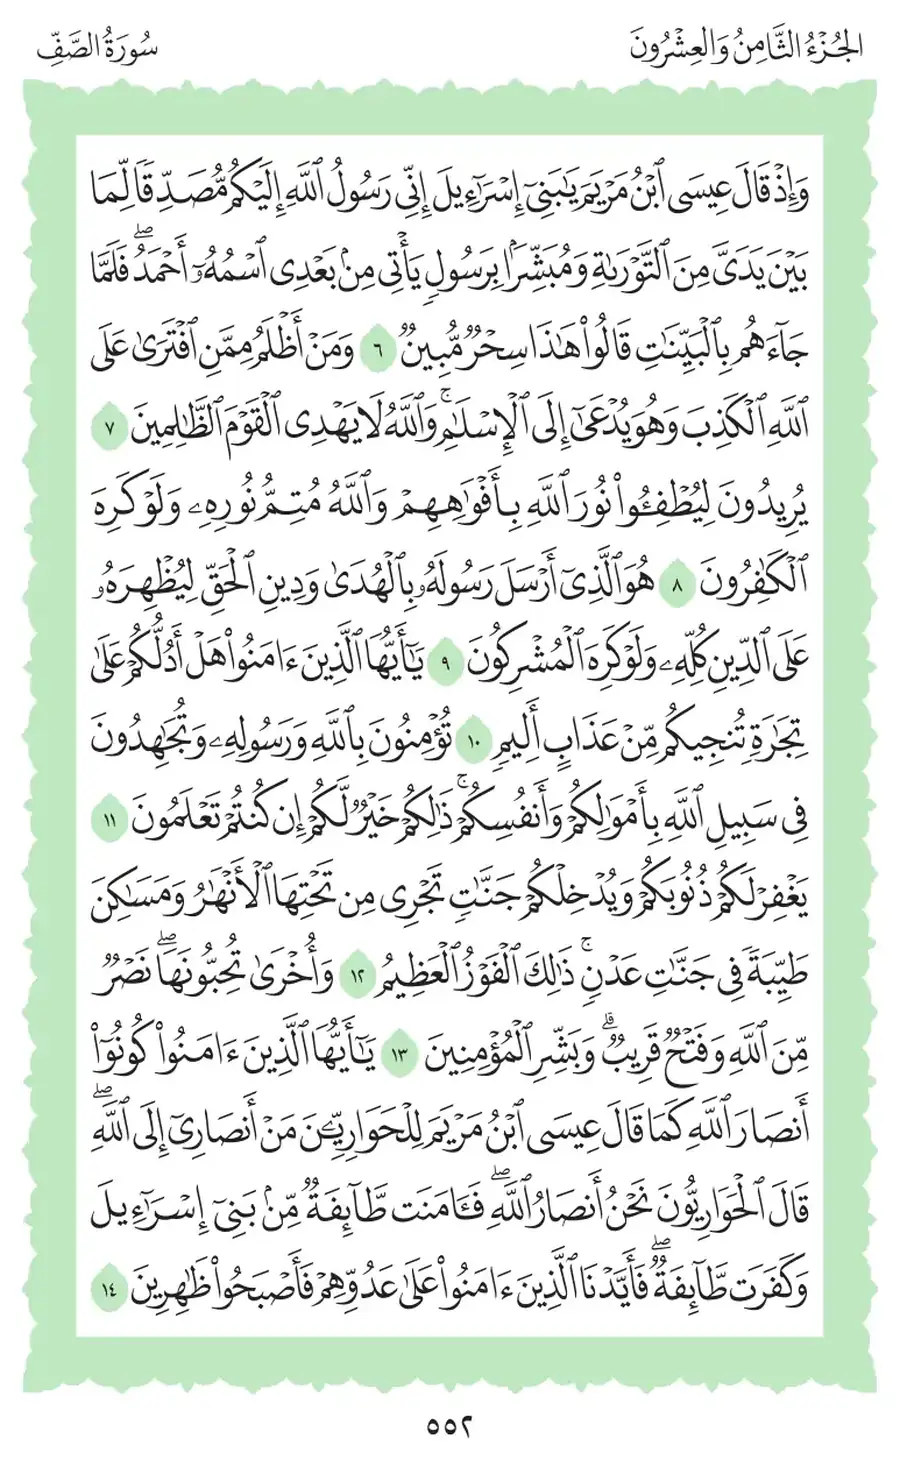 الجُزْءُ الثَّامِنُ وَالعِشْرُونَ
سُورَةُ الصَّفِّ
وَإِذْ قَالَ عِيسَى ٱبْنُ مَرْيَمَ يَـٰبَنِىٓ إِسْرَٰٓءِيلَ إِنِّى رَسُولُ ٱللَّهِ إِلَيْكُم مُّصَدِّقًا لِّمَا
بَيْنَ يَدَىَّ مِنَ ٱلتَّوْرَىٰةِ وَمُبَشِّرًۢا بِرَسُولٍ يَأْتِى مِنۢ بَعْدِى ٱسْمُهُۥٓ أَحْمَدُ ۖ فَلَمَّا
جَآءَهُم بِٱلْبَيِّنَـٰتِ قَالُوا۟ هَـٰذَا سِحْرٌ مُّبِينٌ ٦ وَمَنْ أَظْلَمُ مِمَّنِ ٱفْتَرَىٰ عَلَى
ٱللَّهِ ٱلْكَذِبَ وَهُوَ يُدْعَىٰٓ إِلَى ٱلْإِسْلَـٰمِ ۚ وَٱللَّهُ لَا يَهْدِى ٱلْقَوْمَ ٱلظَّـٰلِمِينَ ٧
يُرِيدُونَ لِيُطْفِـُٔوا۟ نُورَ ٱللَّهِ بِأَفْوَٰهِهِمْ وَٱللَّهُ مُتِمُّ نُورِهِۦ وَلَوْ كَرِهَ
ٱلْكَـٰفِرُونَ ٨ هُوَ ٱلَّذِىٓ أَرْسَلَ رَسُولَهُۥ بِٱلْهُدَىٰ وَدِينِ ٱلْحَقِّ لِيُظْهِرَهُۥ
عَلَى ٱلدِّينِ كُلِّهِۦ وَلَوْ كَرِهَ ٱلْمُشْرِكُونَ ٩ يَـٰٓأَيُّهَا ٱلَّذِينَ ءَامَنُوا۟ هَلْ أَدُلُّكُمْ عَلَىٰ
تِجَـٰرَةٍ تُنجِيكُم مِّنْ عَذَابٍ أَلِيمٍ ١٠ تُؤْمِنُونَ بِٱللَّهِ وَرَسُولِهِۦ وَتُجَـٰهِدُونَ
فِى سَبِيلِ ٱللَّهِ بِأَمْوَٰلِكُمْ وَأَنفُسِكُمْ ۚ ذَٰلِكُمْ خَيْرٌ لَّكُمْ إِن كُنتُمْ تَعْلَمُونَ ١١
يَغْفِرْ لَكُمْ ذُنُوبَكُمْ وَيُدْخِلْكُمْ جَنَّـٰتٍ تَجْرِى مِن تَحْتِهَا ٱلْأَنْهَـٰرُ وَمَسَـٰكِنَ
طَيِّبَةً فِى جَنَّـٰتِ عَدْنٍ ۚ ذَٰلِكَ ٱلْفَوْزُ ٱلْعَظِيمُ ١٢ وَأُخْرَىٰ تُحِبُّونَهَا ۖ نَصْرٌ
مِّنَ ٱللَّهِ وَفَتْحٌ قَرِيبٌ ۗ وَبَشِّرِ ٱلْمُؤْمِنِينَ ١٣ يَـٰٓأَيُّهَا ٱلَّذِينَ ءَامَنُوا۟ كُونُوٓا۟
أَنصَارَ ٱللَّهِ كَمَا قَالَ عِيسَى ٱبْنُ مَرْيَمَ لِلْحَوَارِيِّـۧنَ مَنْ أَنصَارِىٓ إِلَى ٱللَّهِ ۖ
قَالَ ٱلْحَوَارِيُّونَ نَحْنُ أَنصَارُ ٱللَّهِ ۖ فَـَٔامَنَت طَّآئِفَةٌ مِّنۢ بَنِىٓ إِسْرَٰٓءِيلَ
وَكَفَرَت طَّآئِفَةٌ ۖ فَأَيَّدْنَا ٱلَّذِينَ ءَامَنُوا۟ عَلَىٰ عَدُوِّهِمْ فَأَصْبَحُوا۟ ظَـٰهِرِينَ ١٤
٥٥٢